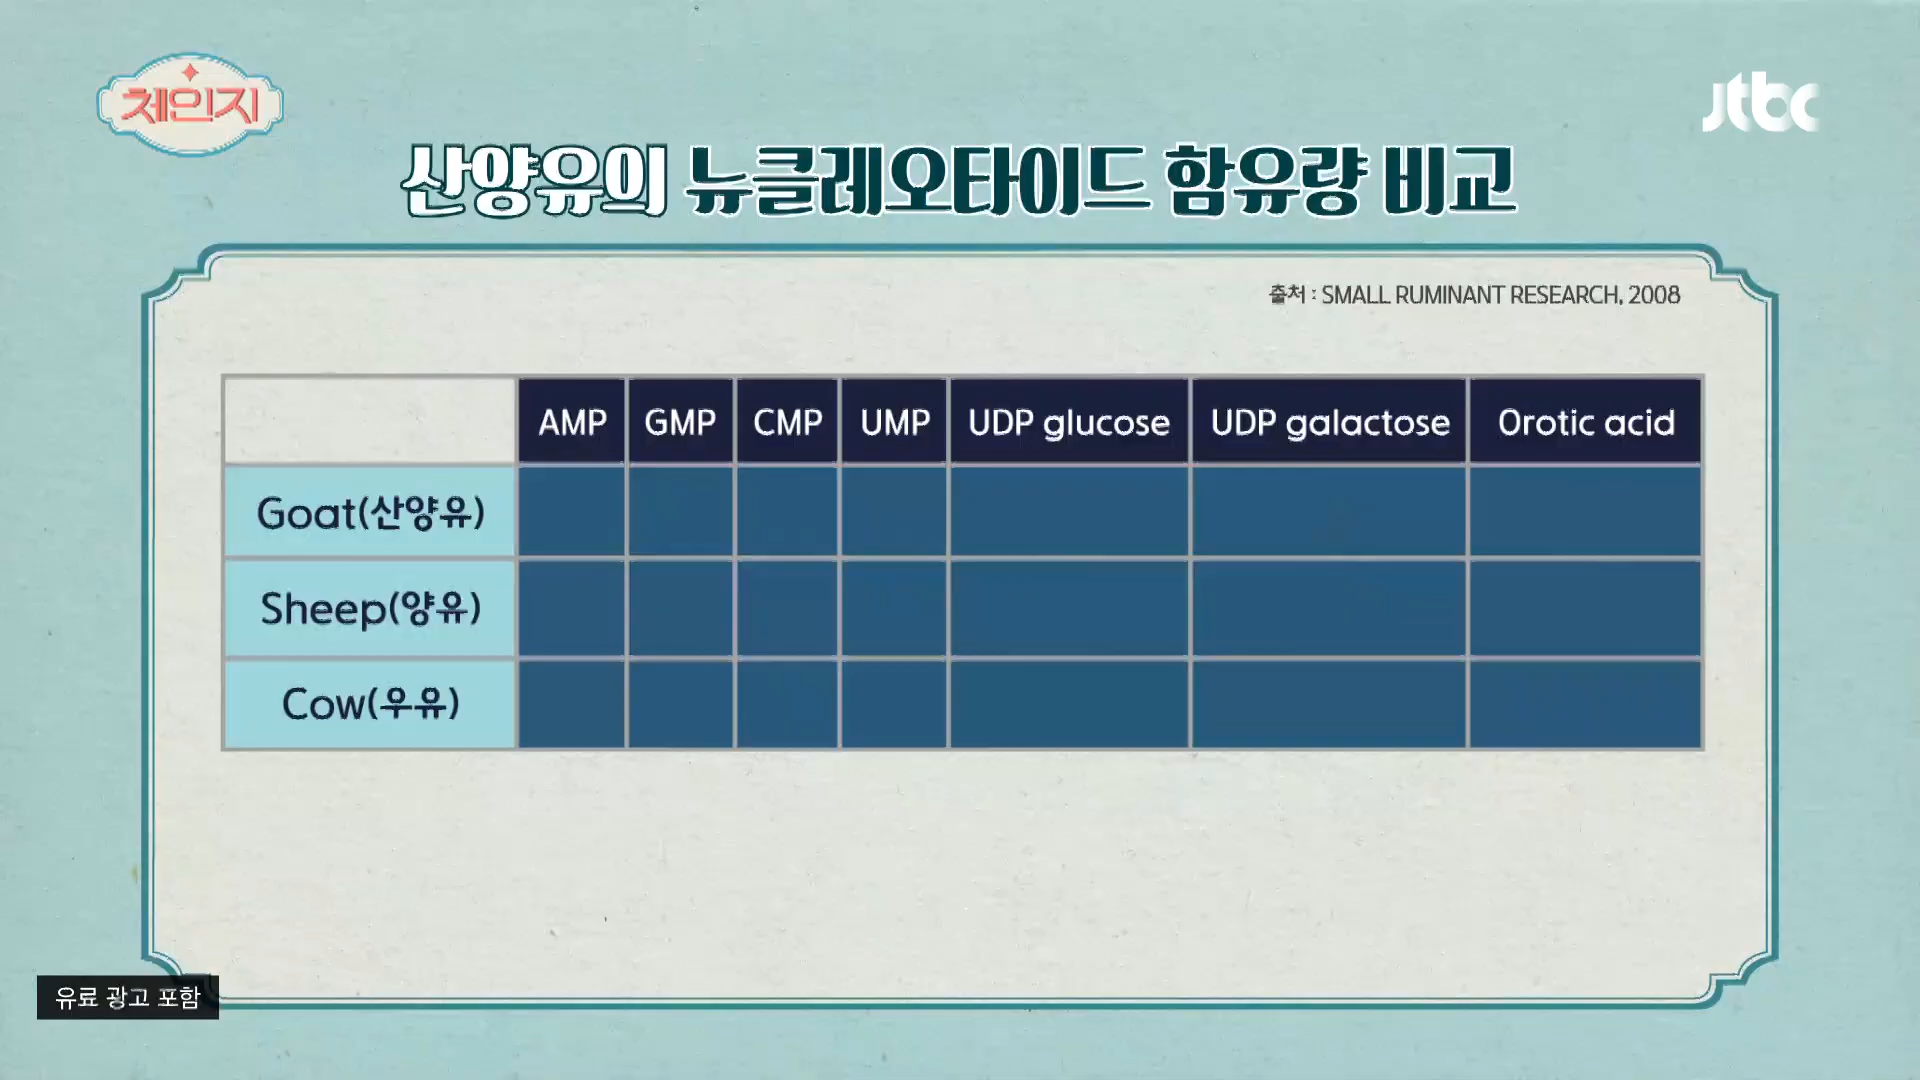 체인지
jtbc
산양유의 뉴클레오타이드 함유량 비교
출처 : SMALL RUMINANT RESEARCH, 2008
AMP GMP CMP UMP UDP glucose UDP galactose Orotic acid
Goat(산양유)
Sheep(양유)
Cow(우유)
유료 광고 포함